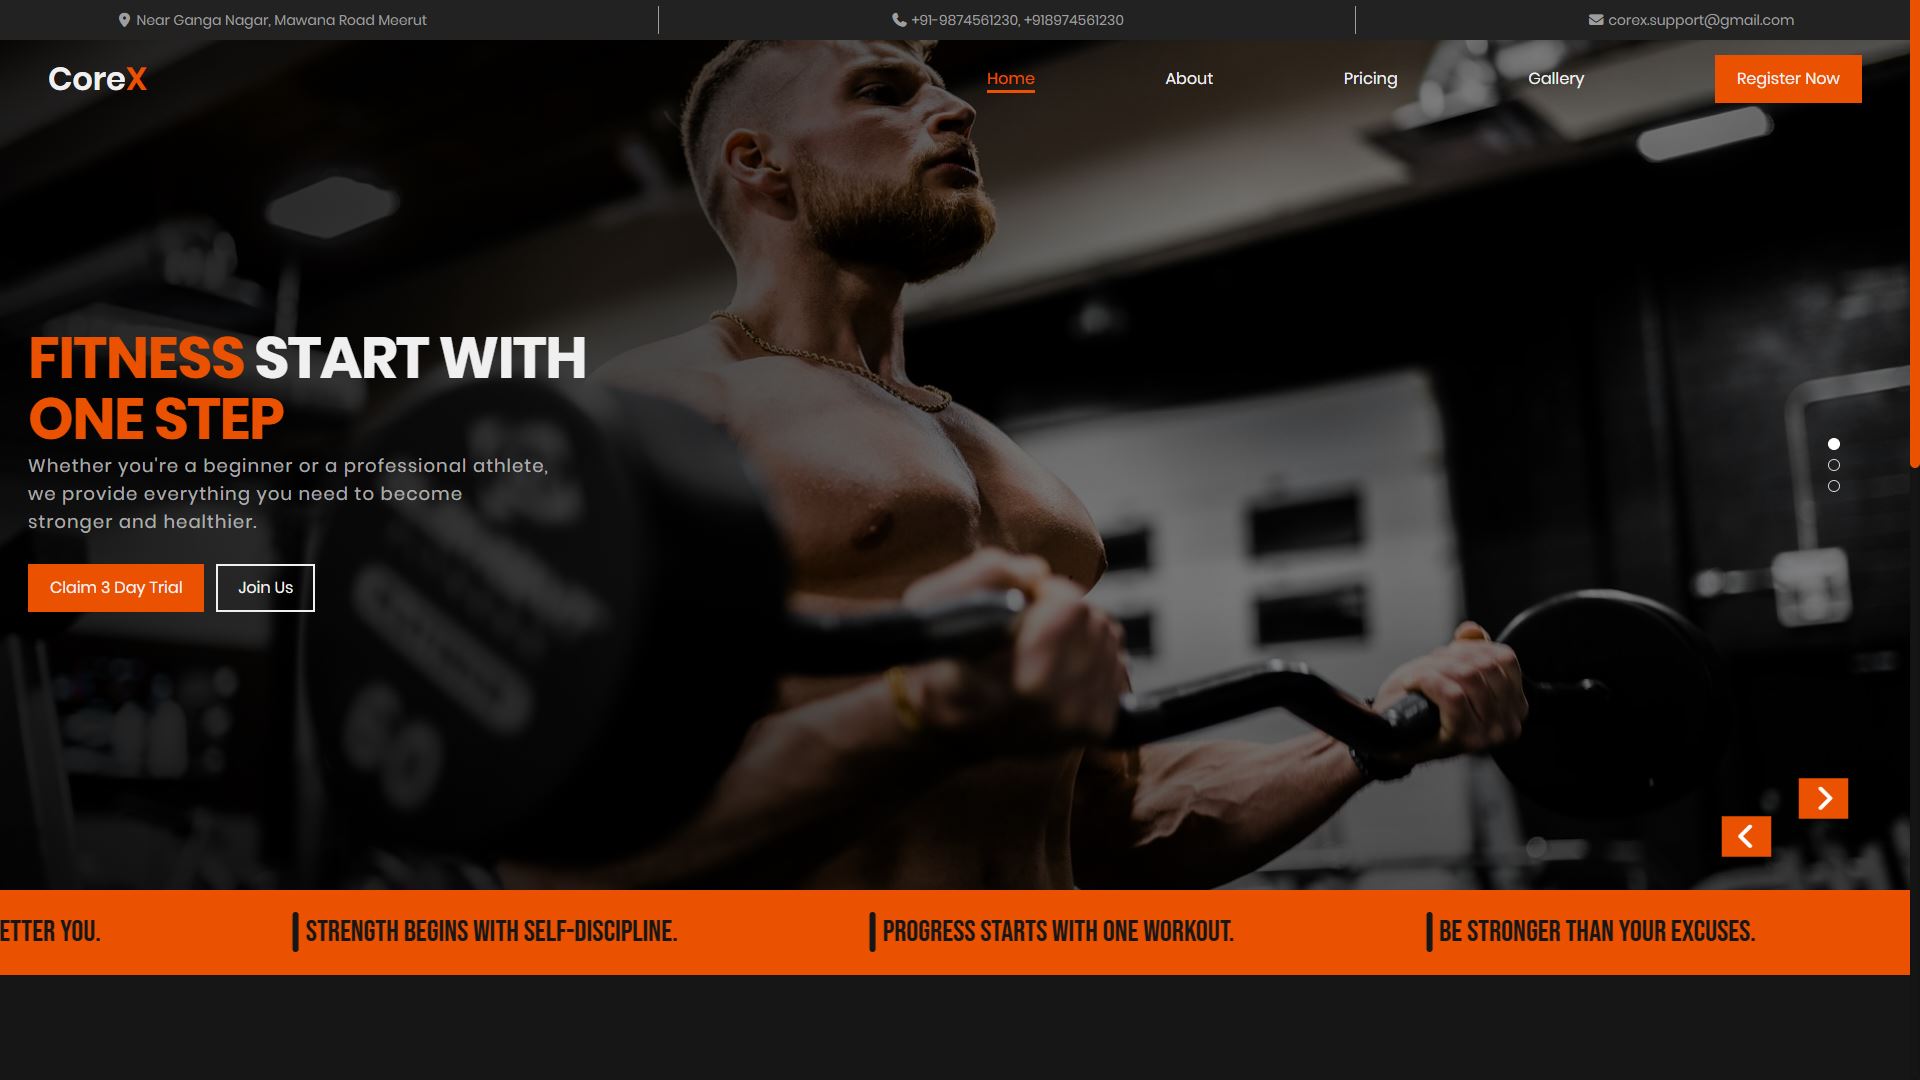 Near Ganga Nagar, Mawana Road Meerut
+91-9874561230, +918974561230
corex.support@gmail.com
CoreX
Home
About
Pricing
Gallery
Register Now
FITNESS START WITH
ONE STEP
Whether you're a beginner or a professional athlete,
we provide everything you need to become
stronger and healthier.
Claim 3 Day Trial
Join Us
ETTER YOU.
STRENGTH BEGINS WITH SELF-DISCIPLINE.
PROGRESS STARTS WITH ONE WORKOUT.
BE STRONGER THAN YOUR EXCUSES.